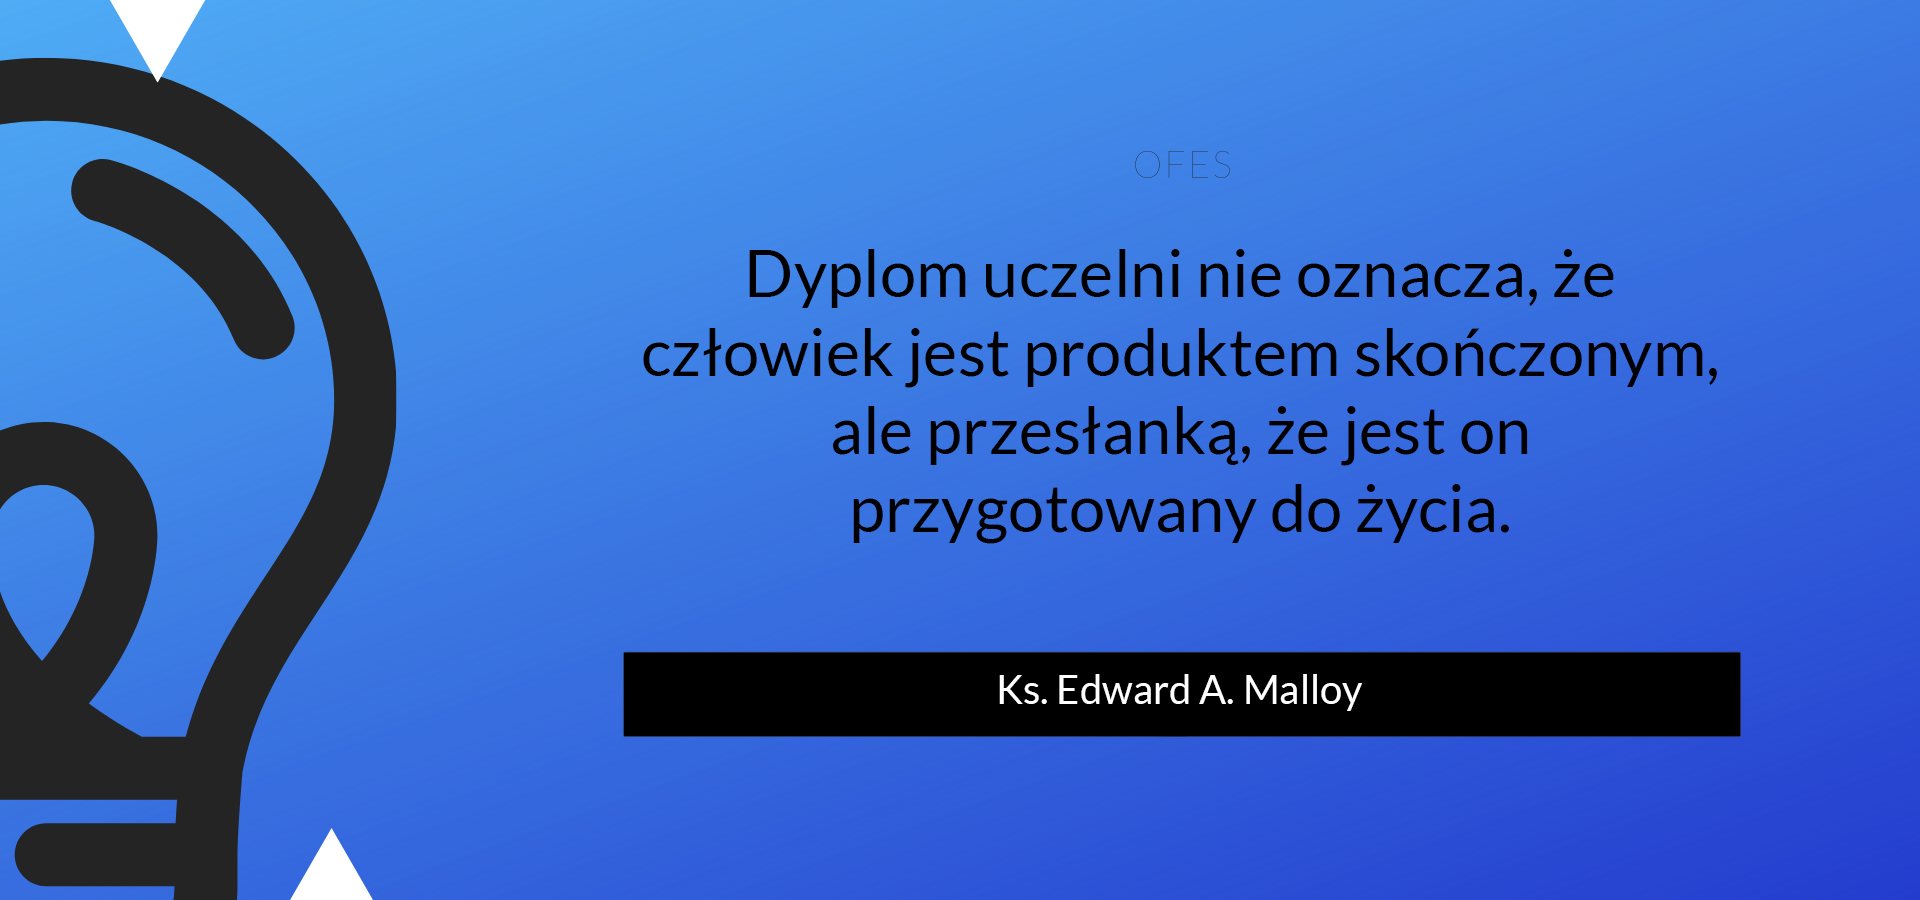 OFES
Dyplom uczelni nie oznacza, że
człowiek jest produktem skończonym,
ale przesłanką, że jest on
przygotowany do życia.
Ks. Edward A. Malloy